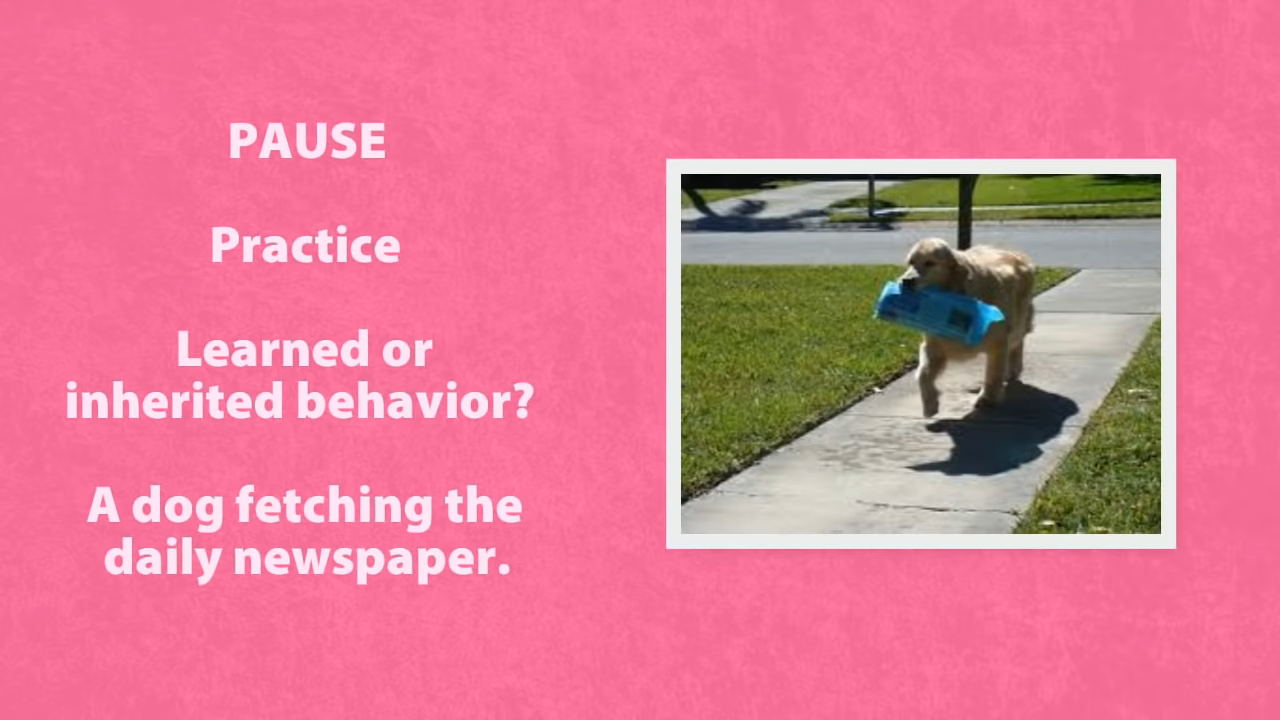 PAUSE
Practice
Learned or
inherited behavior?
A dog fetching the
daily newspaper.